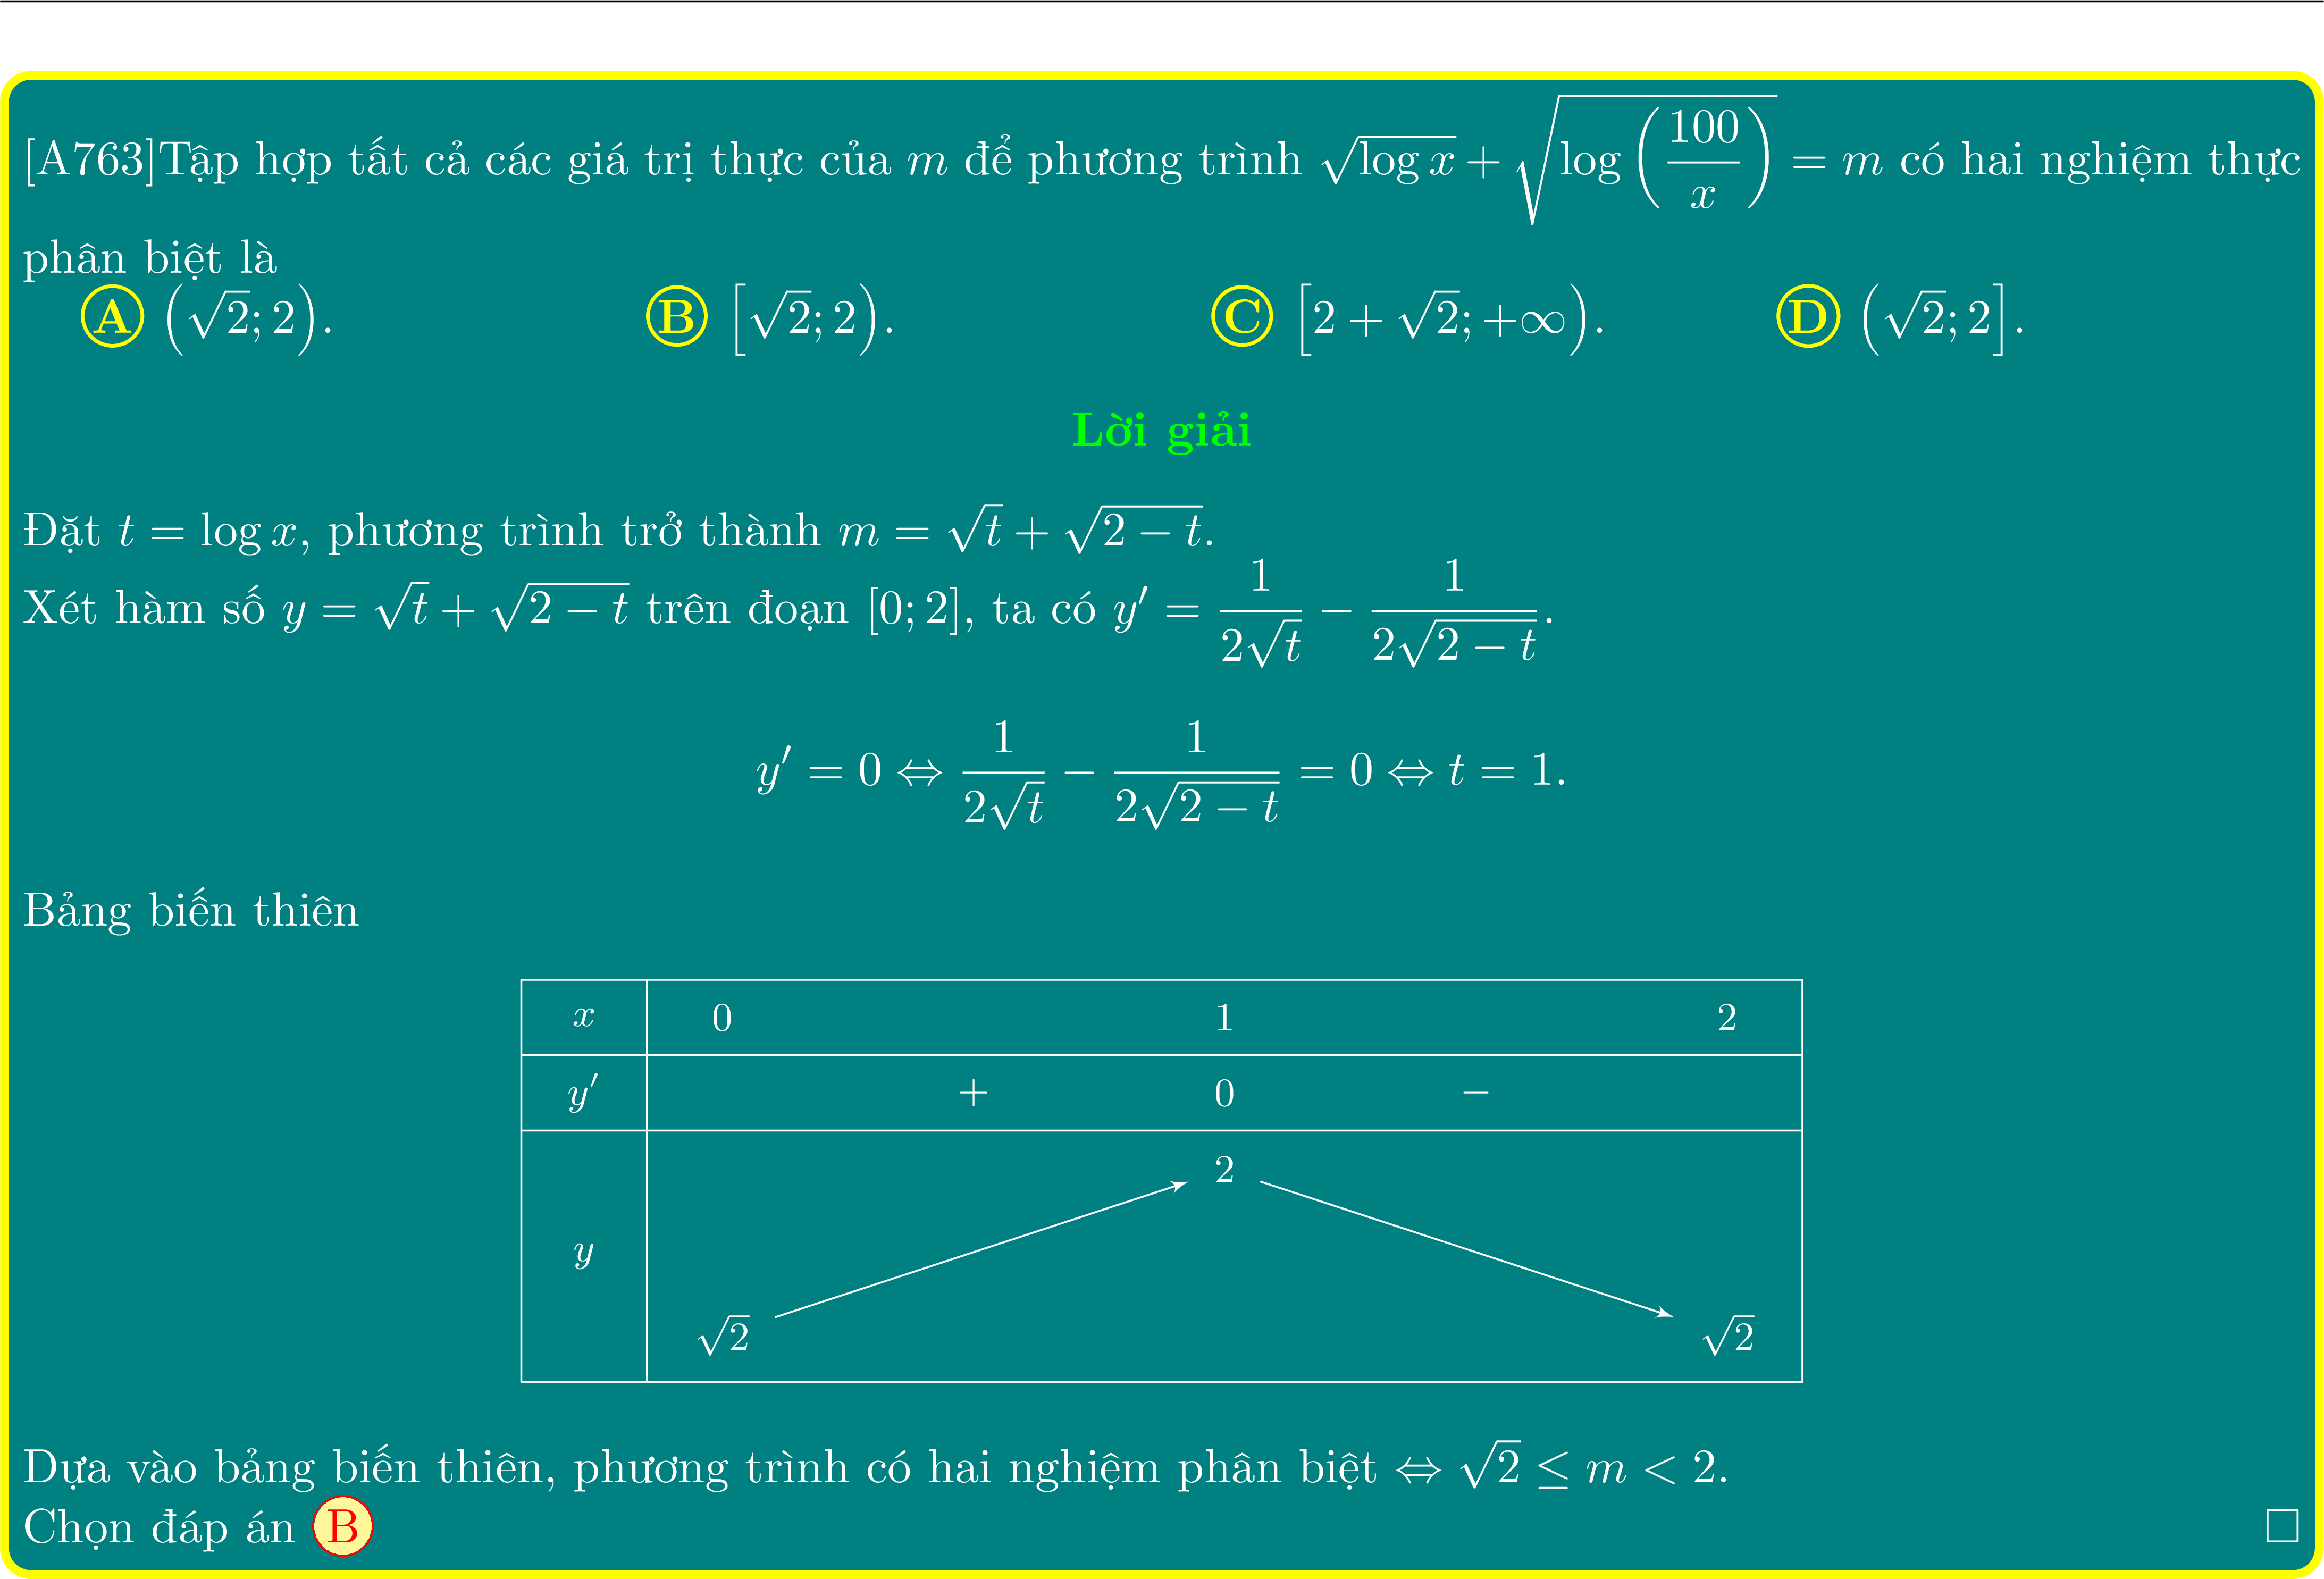 [A763]Tập hợp tất cả các giá trị thực của $m$ để phương trình $\sqrt{\log x} + \sqrt{\log\left(\dfrac{100}{x}\right)} = m$ có hai nghiệm thực
phân biệt là
A $\left(\sqrt{2}; 2\right)$. B $\left[\sqrt{2}; 2\right)$. C $\left[2 + \sqrt{2}; +\infty\right)$. D $\left(\sqrt{2}; 2\right]$.
Lời giải
Đặt $t = \log x$, phương trình trở thành $m = \sqrt{t} + \sqrt{2 - t}$.
Xét hàm số $y = \sqrt{t} + \sqrt{2 - t}$ trên đoạn $[0; 2]$, ta có $y' = \dfrac{1}{2\sqrt{t}} - \dfrac{1}{2\sqrt{2 - t}}$.
$y' = 0 \Leftrightarrow \dfrac{1}{2\sqrt{t}} - \dfrac{1}{2\sqrt{2 - t}} = 0 \Leftrightarrow t = 1.$
Bảng biến thiên
$x$ 0 1 2
$y'$ + 0 −
2
$y$
$\sqrt{2}$ $\sqrt{2}$
Dựa vào bảng biến thiên, phương trình có hai nghiệm phân biệt $\Leftrightarrow \sqrt{2} \leq m < 2$.
Chọn đáp án B □